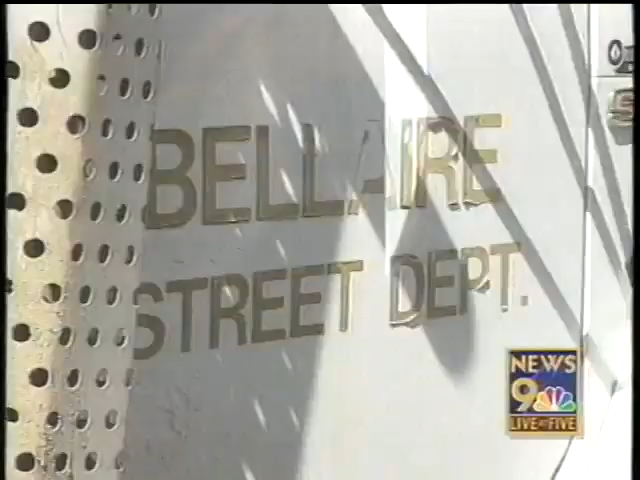 BELLAIRE
STREET DEPT.
NEWS
9
LIVE AT FIVE